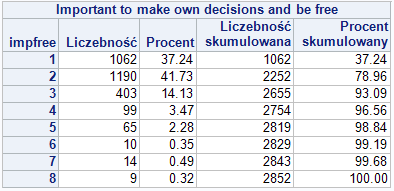 Important to make own decisions and be free
impfree Liczebność Procent Liczebność skumulowana Procent skumulowany
1 1062 37.24 1062 37.24
2 1190 41.73 2252 78.96
3 403 14.13 2655 93.09
4 99 3.47 2754 96.56
5 65 2.28 2819 98.84
6 10 0.35 2829 99.19
7 14 0.49 2843 99.68
8 9 0.32 2852 100.00